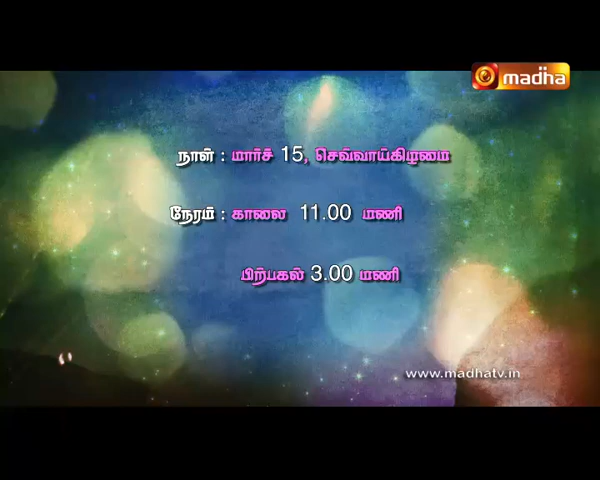 madha
நாள் : மார்ச் 15, செவ்வாய்கிழமை
நேரம் : காலை 11.00 மணி
பிற்பகல் 3.00 மணி
www.madhatv.in